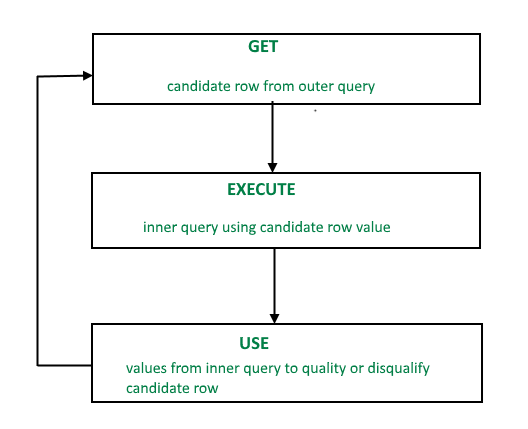 GET
candidate row from outer query
EXECUTE
inner query using candidate row value
USE
values from inner query to quality or disqualify
candidate row